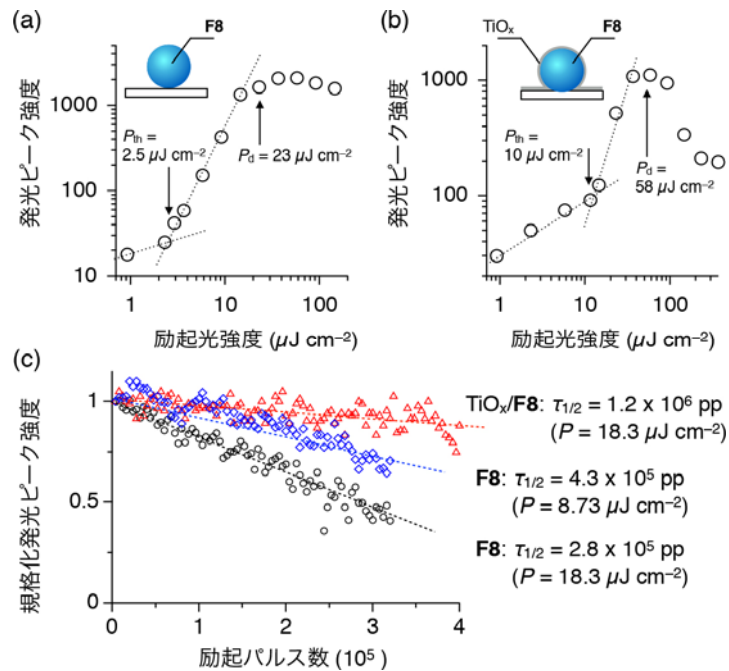 (a)
F8
1000
100
10
発光ピーク強度
Pth =
2.5 µJ cm–2
Pd = 23 µJ cm–2
1
10
100
励起光強度 (µJ cm–2)
(b)
TiOx
F8
1000
100
発光ピーク強度
Pth =
10 µJ cm–2
Pd =
58 µJ cm–2
1
10
100
励起光強度 (µJ cm–2)
(c)
規格化発光ピーク強度
1
0.5
0
0
1
2
3
4
励起パルス数 (10⁵)
TiOx/F8: τ1/2 = 1.2 x 10⁶ pp
(P = 18.3 µJ cm–2)
F8: τ1/2 = 4.3 x 10⁵ pp
(P = 8.73 µJ cm–2)
F8: τ1/2 = 2.8 x 10⁵ pp
(P = 18.3 µJ cm–2)